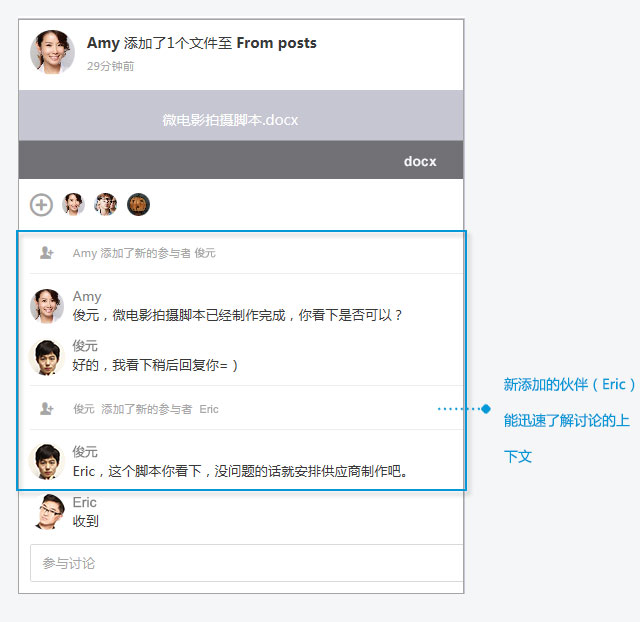 Amy 添加了1个文件至 From posts
29分钟前
微电影拍摄脚本.docx
docx
Amy 添加了新的参与者 俊元
Amy
俊元，微电影拍摄脚本已经制作完成，你看下是否可以？
俊元
好的，我看下稍后回复你=）
俊元 添加了新的参与者 Eric
俊元
Eric，这个脚本你看下，没问题的话就安排供应商制作吧。
Eric
收到
参与讨论
新添加的伙伴（Eric）
能迅速了解讨论的上
下文